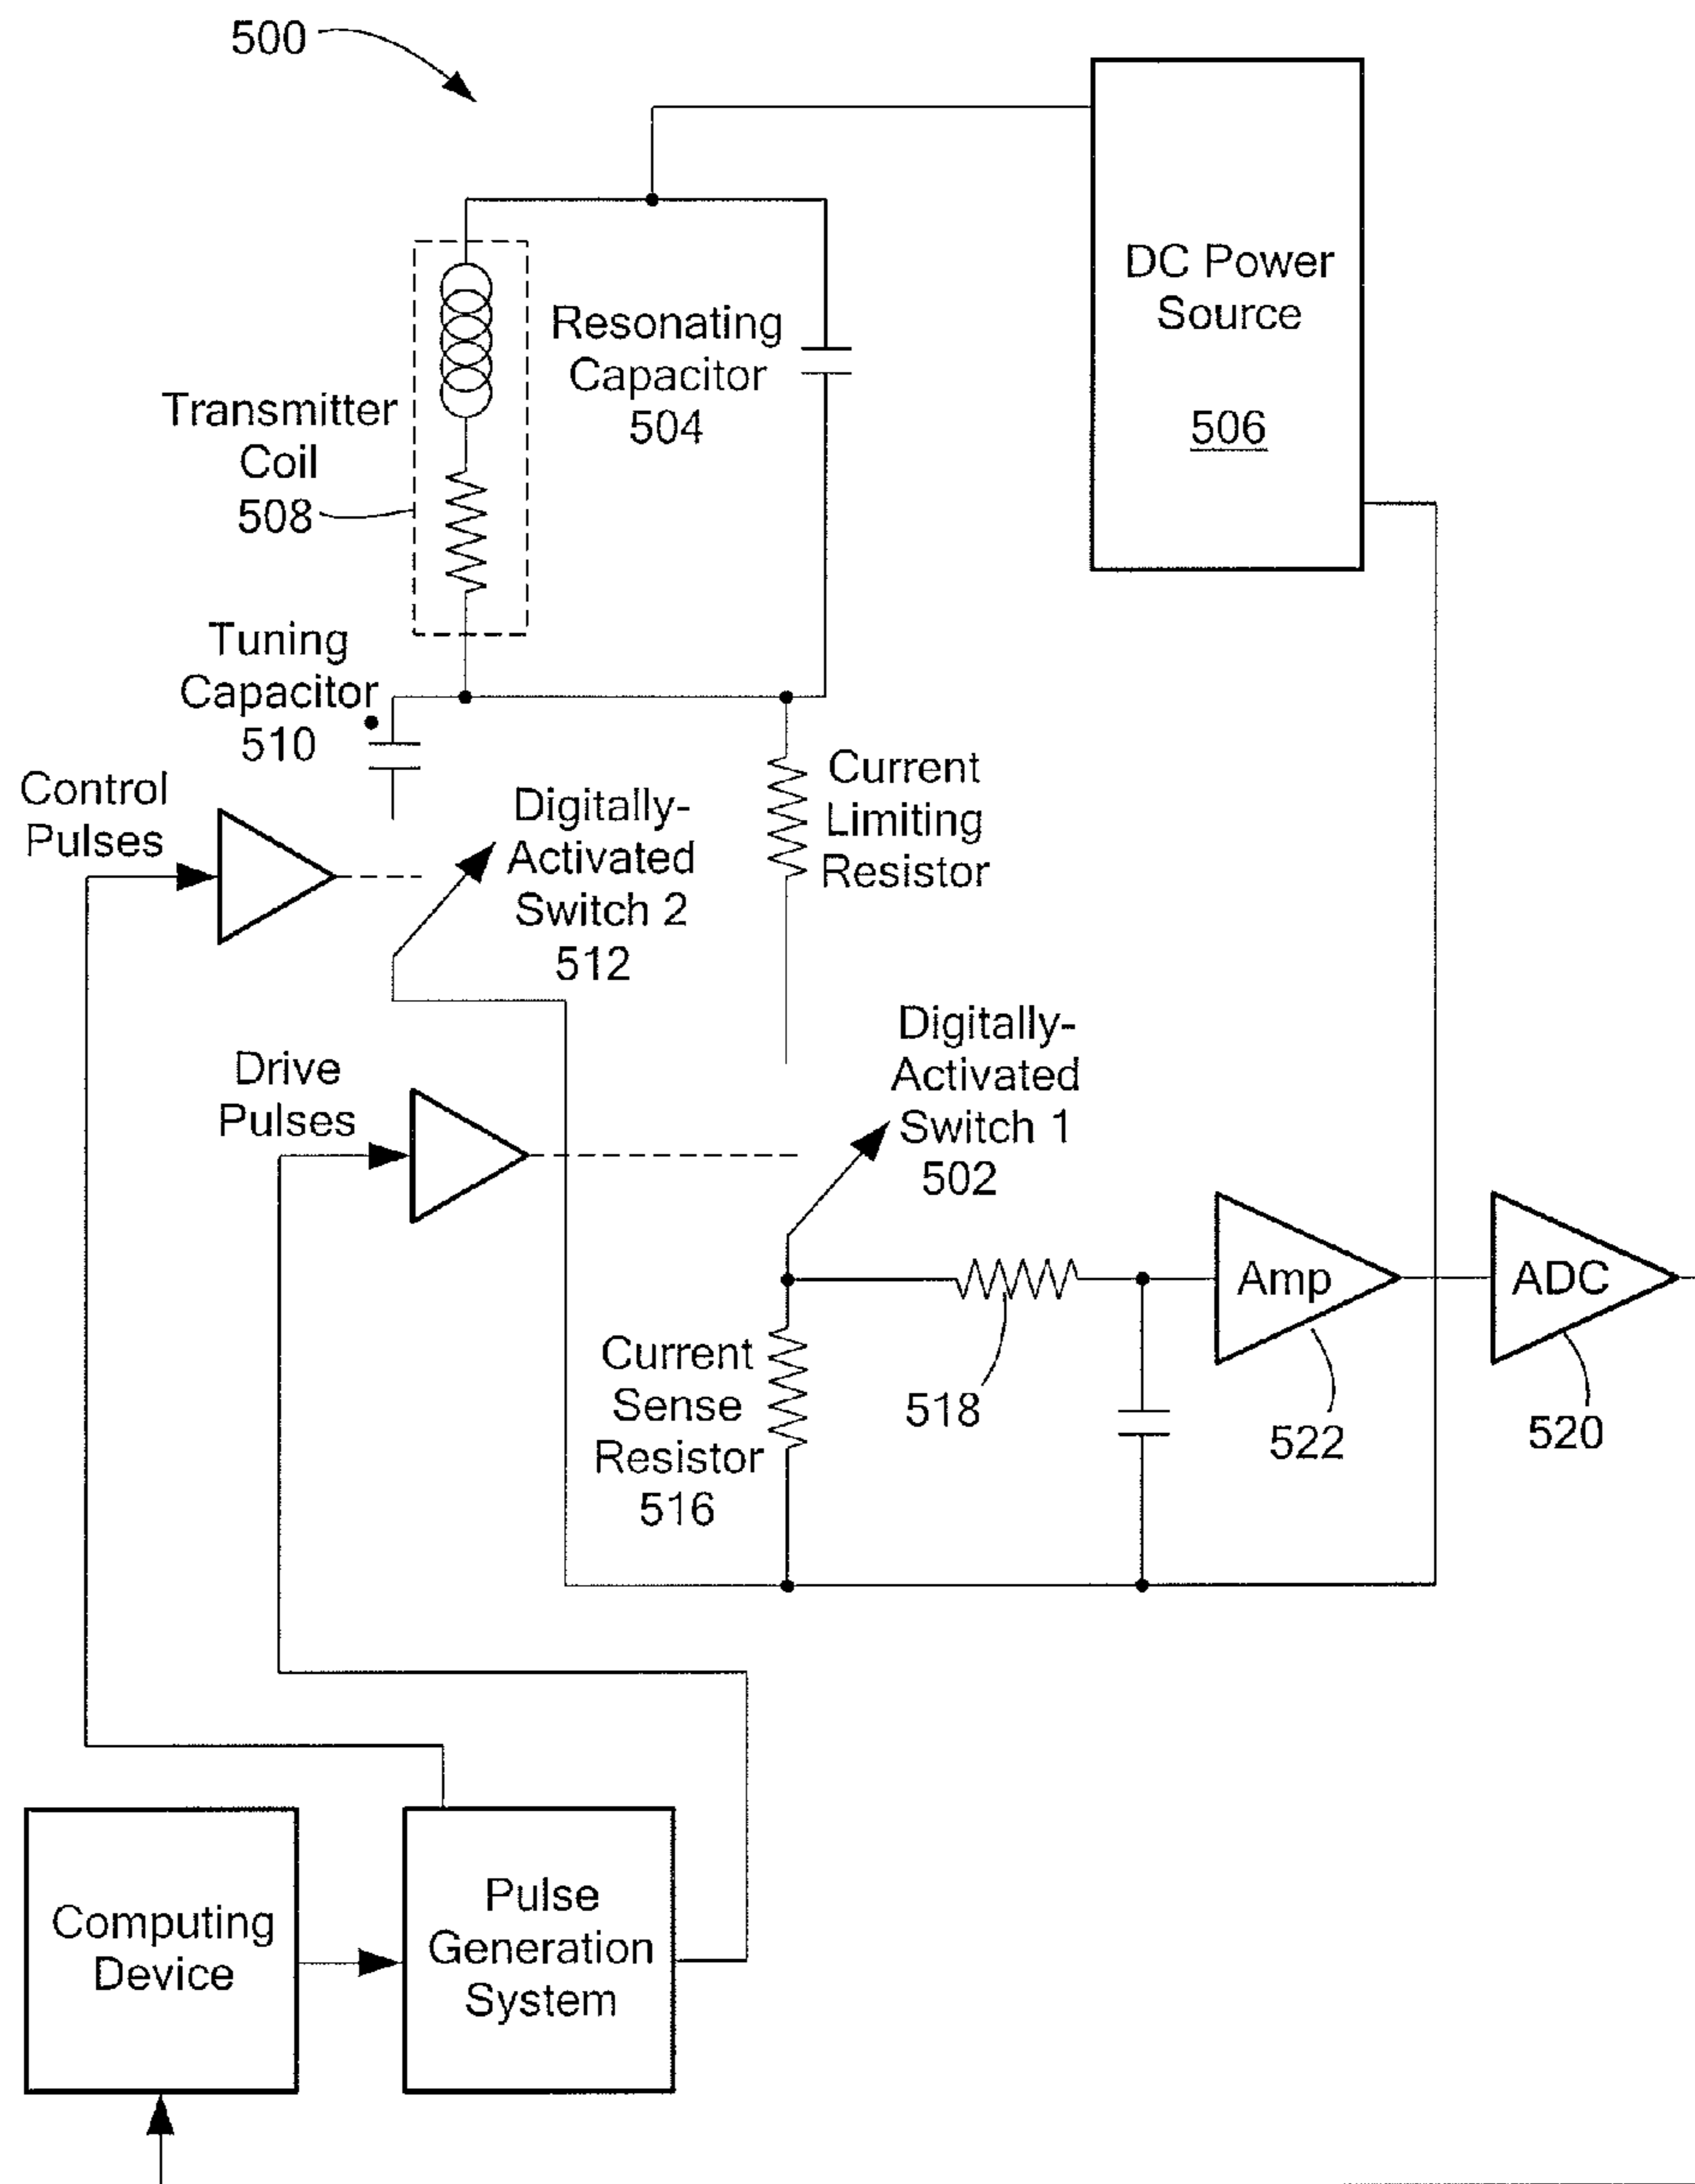 500
DC Power
Source
506
Resonating
Capacitor
504
Transmitter
Coil
508
Tuning
Capacitor
510
Control
Pulses
Digitally-
Activated
Switch 2
512
Current
Limiting
Resistor
Drive
Pulses
Digitally-
Activated
Switch 1
502
Amp
ADC
Current
Sense
Resistor
516
518
522
520
Computing
Device
Pulse
Generation
System